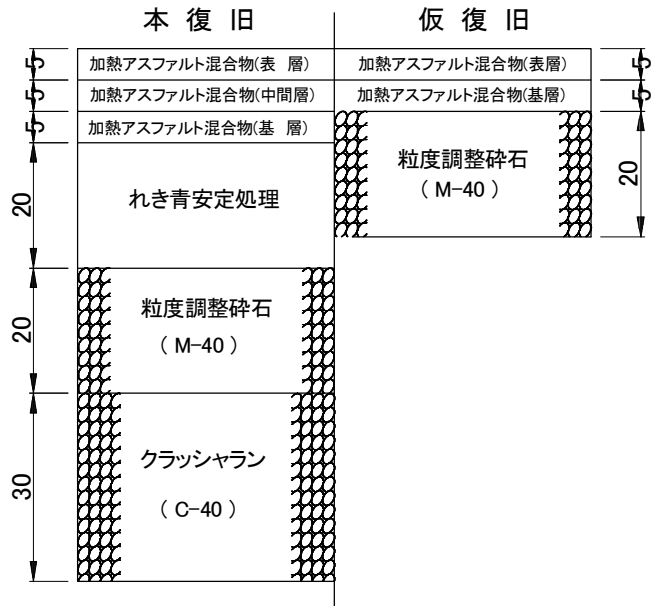 本復旧
仮復旧
5
加熱アスファルト混合物(表 層)
加熱アスファルト混合物(表層)
5
5
加熱アスファルト混合物(中間層)
加熱アスファルト混合物(基層)
5
5
加熱アスファルト混合物(基 層)
20
れき青安定処理
粒度調整砕石
( M-40 )
20
20
粒度調整砕石
( M-40 )
30
クラッシャラン
( C-40 )